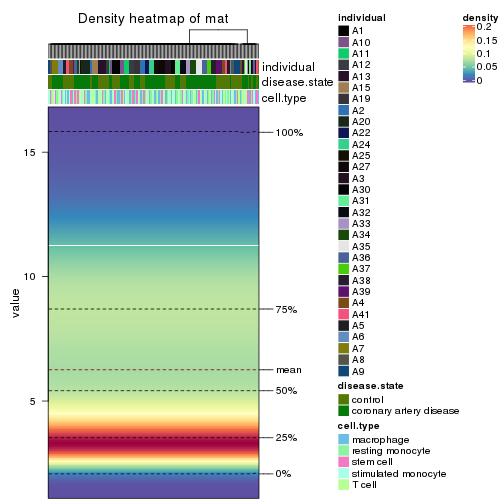 Density heatmap of mat
individual
disease.state
cell.type
value
15
10
5
100%
75%
mean
50%
25%
0%
individual
A1
A10
A11
A12
A13
A15
A19
A2
A20
A22
A24
A25
A27
A3
A30
A31
A32
A33
A34
A35
A36
A37
A38
A39
A4
A41
A5
A6
A7
A8
A9
disease.state
control
coronary artery disease
cell.type
macrophage
resting monocyte
stem cell
stimulated monocyte
T cell
density
0.2
0.15
0.1
0.05
0